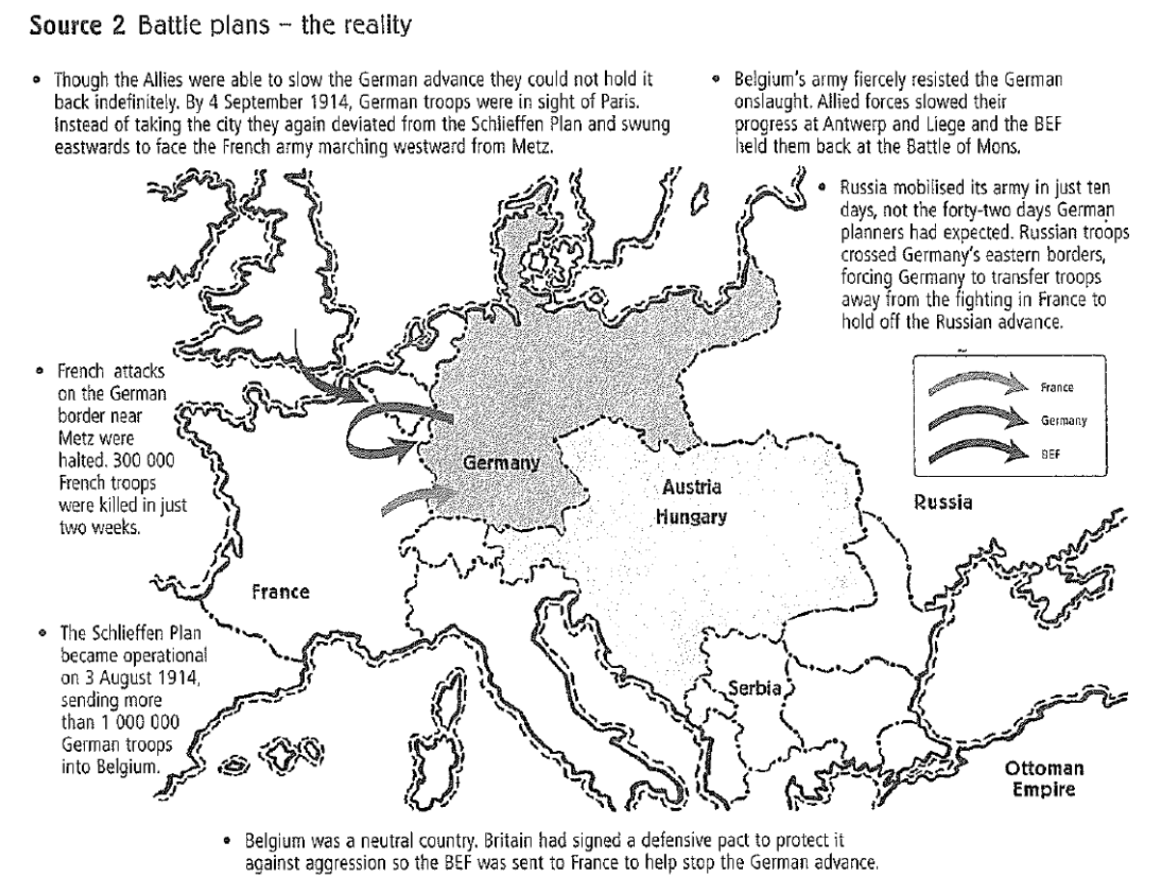 Source 2 Battle plans – the reality
• Though the Allies were able to slow the German advance they could not hold it
back indefinitely. By 4 September 1914, German troops were in sight of Paris.
Instead of taking the city they again deviated from the Schlieffen Plan and swung
eastwards to face the French army marching westward from Metz.
• Belgium's army fiercely resisted the German
onslaught. Allied forces slowed their
progress at Antwerp and Liege and the BEF
held them back at the Battle of Mons.
• Russia mobilised its army in just ten
days, not the forty-two days German
planners had expected. Russian troops
crossed Germany's eastern borders,
forcing Germany to transfer troops
away from the fighting in France to
hold off the Russian advance.
• French attacks
on the German
border near
Metz were
halted. 300 000
French troops
were killed in just
two weeks.
France
Germany
BEF
Germany
Austria
Hungary
Russia
France
• The Schlieffen Plan
became operational
on 3 August 1914,
sending more
than 1 000 000
German troops
into Belgium.
Serbia
Ottoman
Empire
• Belgium was a neutral country. Britain had signed a defensive pact to protect it
against aggression so the BEF was sent to France to help stop the German advance.